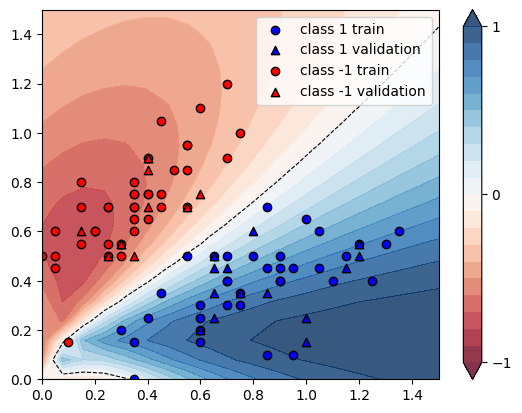 class 1 train
class 1 validation
class -1 train
class -1 validation
1.4
1.2
1.0
0.8
0.6
0.4
0.2
0.0
0.0 0.2 0.4 0.6 0.8 1.0 1.2 1.4
1
0
−1